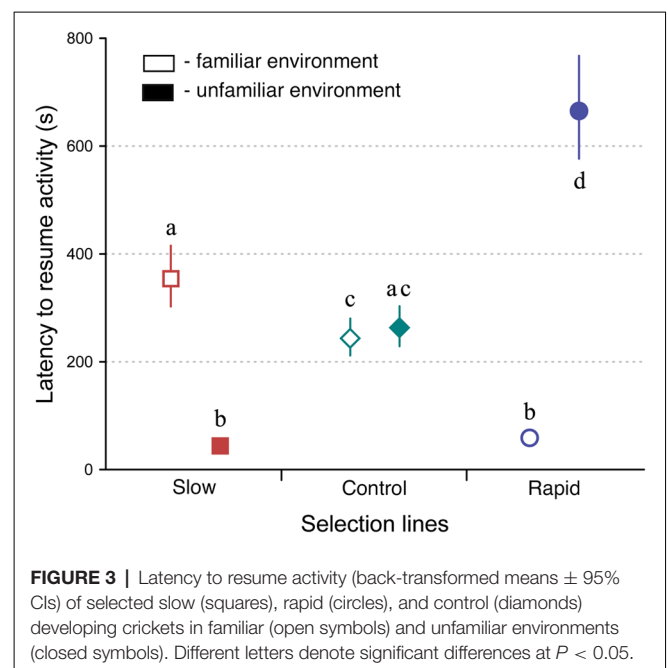 800
- familiar environment
- unfamiliar environment
600
d
a
400
a c
c
200
b
b
0
Slow Control Rapid
Latency to resume activity (s)
Selection lines
FIGURE 3 | Latency to resume activity (back-transformed means ± 95%
CIs) of selected slow (squares), rapid (circles), and control (diamonds)
developing crickets in familiar (open symbols) and unfamiliar environments
(closed symbols). Different letters denote significant differences at P < 0.05.